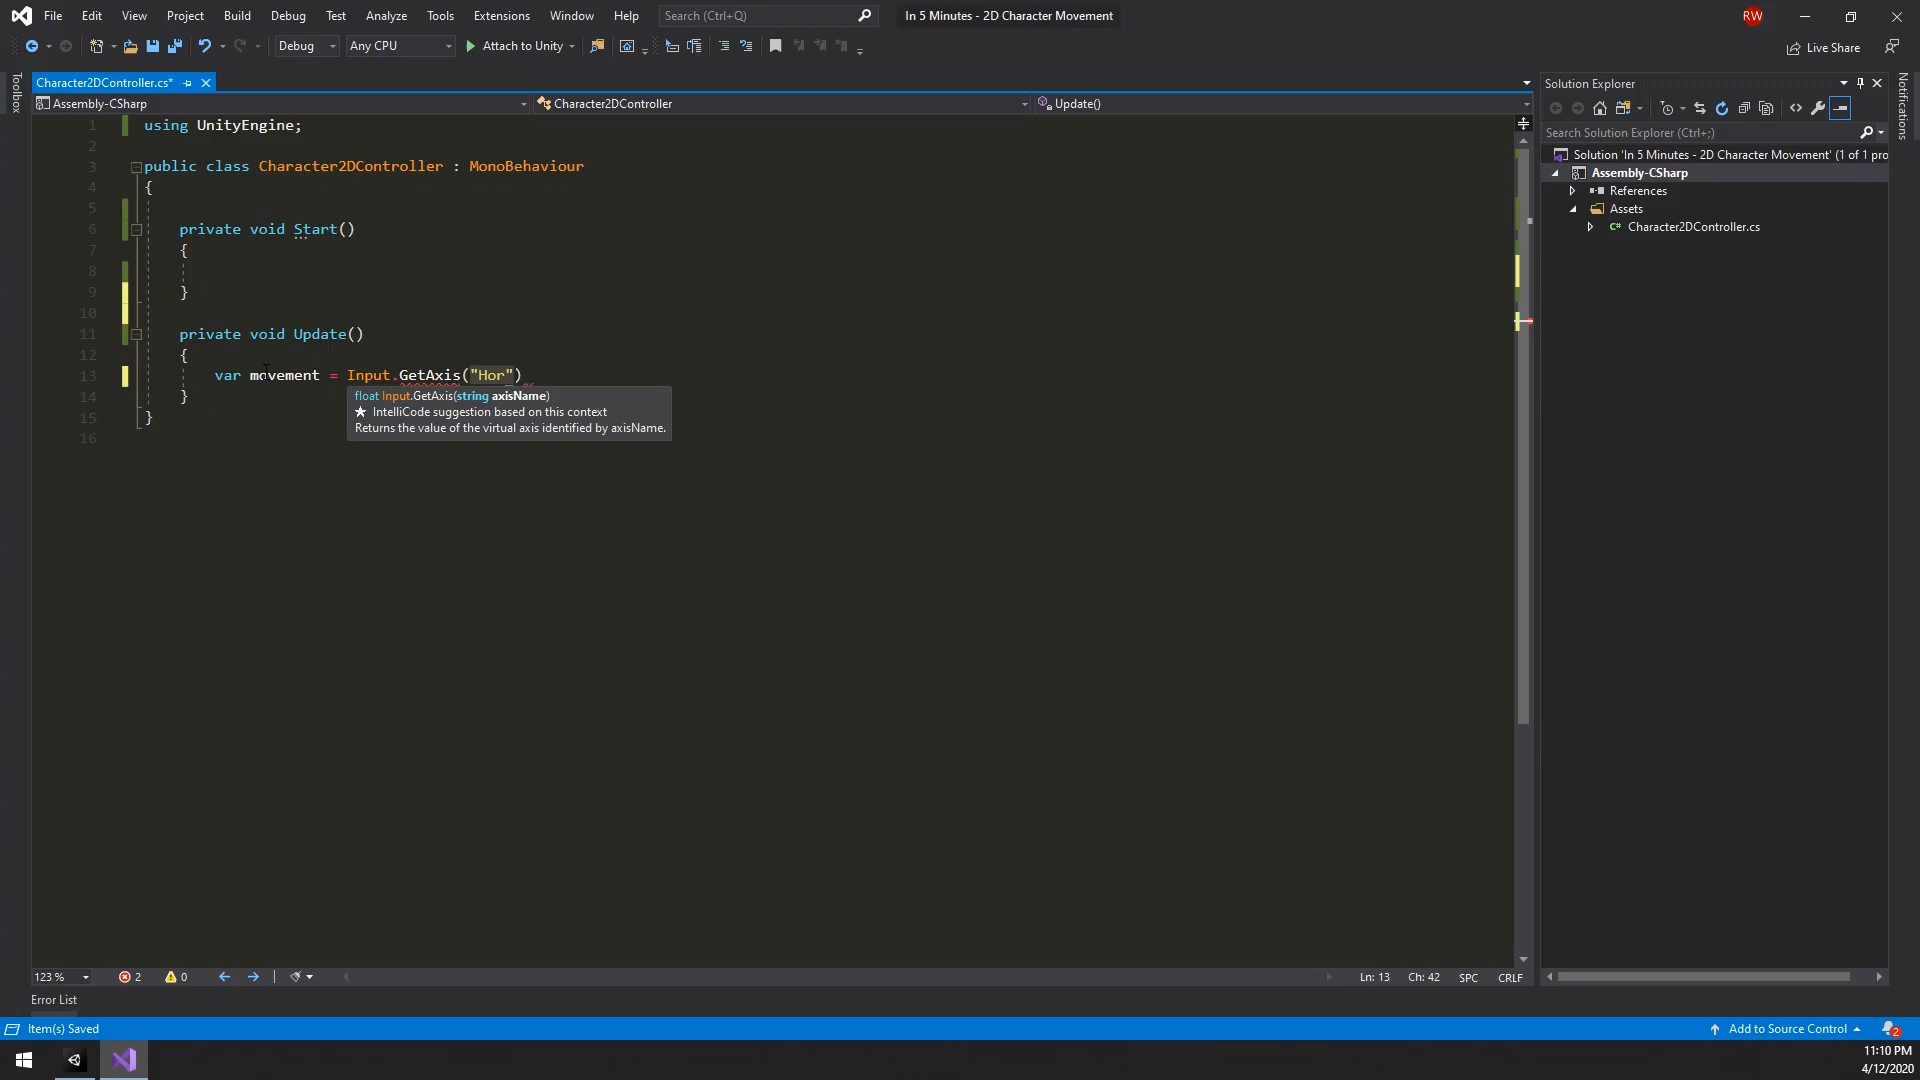 File Edit View Project Build Debug Test Analyze Tools Extensions Window Help Search (Ctrl+Q) In 5 Minutes - 2D Character Movement RW
Debug Any CPU Attach to Unity Live Share
Toolbox
Character2DController.cs*
Assembly-CSharp Character2DController Update()
1 using UnityEngine;
2
3 public class Character2DController : MonoBehaviour
4 {
5
6 private void Start()
7 {
8
9 }
10
11 private void Update()
12 {
13 var movement = Input.GetAxis("Hor")
14 }
15 }
16
float Input.GetAxis(string axisName)
★ IntelliCode suggestion based on this context
Returns the value of the virtual axis identified by axisName.
Solution Explorer
Search Solution Explorer (Ctrl+;)
Solution 'In 5 Minutes - 2D Character Movement' (1 of 1 pro
Assembly-CSharp
References
Assets
C# Character2DController.cs
Notifications
123 % 2 0 Ln: 13 Ch: 42 SPC CRLF
Error List
Item(s) Saved Add to Source Control 2
11:10 PM
4/12/2020